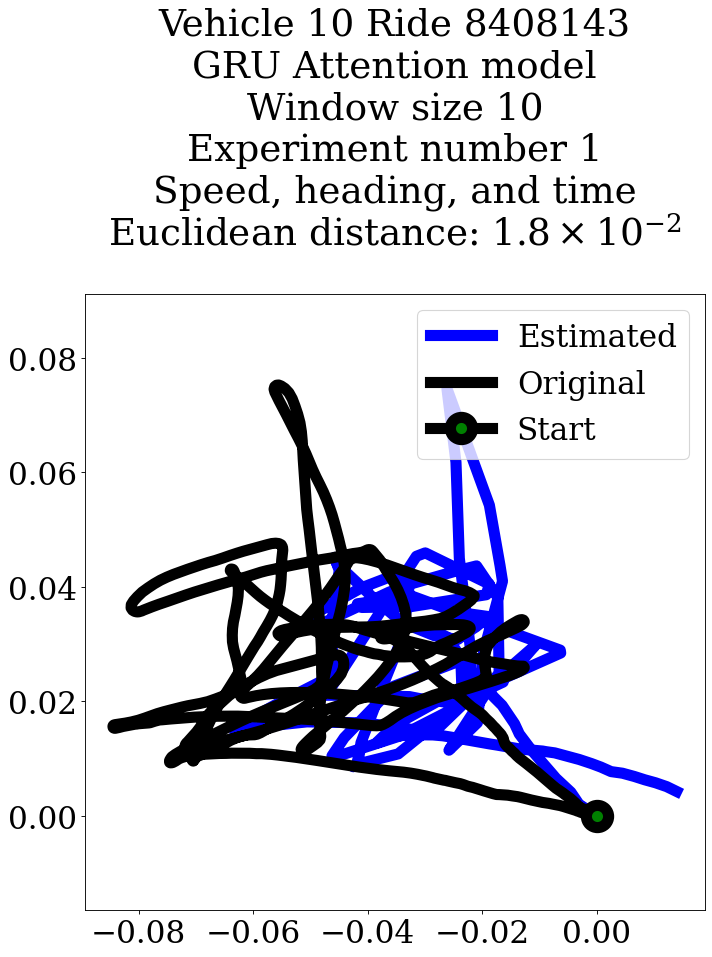 Vehicle 10 Ride 8408143
GRU Attention model
Window size 10
Experiment number 1
Speed, heading, and time
Euclidean distance: 1.8 × 10⁻²
Estimated
Original
Start
0.08
0.06
0.04
0.02
0.00
−0.08 −0.06 −0.04 −0.02 0.00